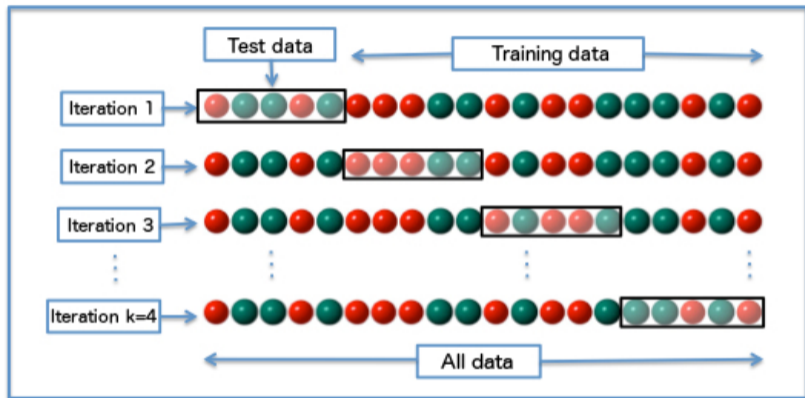 Test data
Training data
Iteration 1
Iteration 2
Iteration 3
Iteration k=4
All data